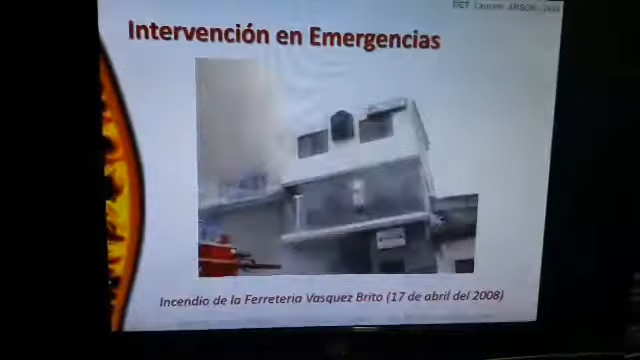 Intervención en Emergencias
Incendio de la Ferreteria Vasquez Brito (17 de abril del 2008)